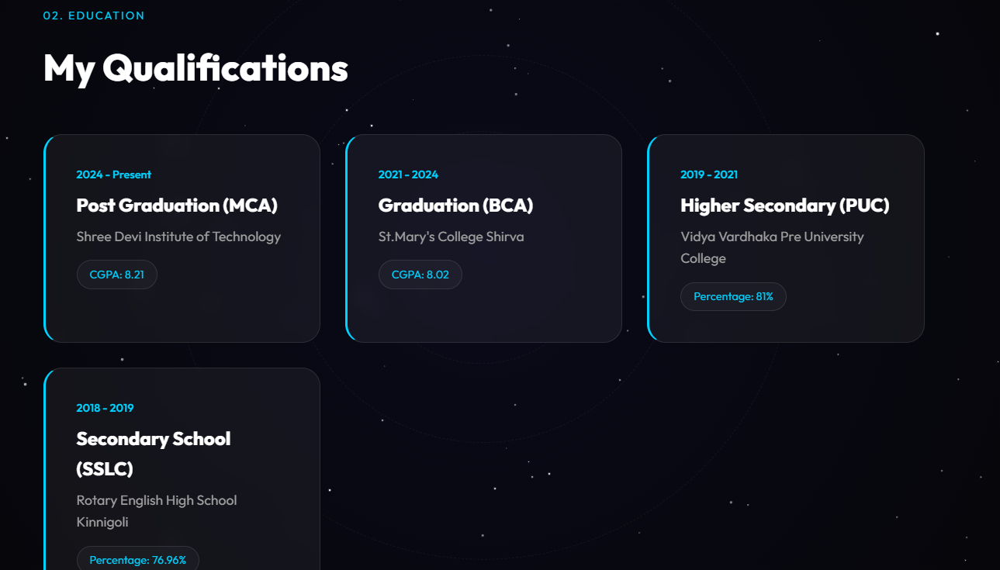 02. EDUCATION
My Qualifications
2024 - Present
Post Graduation (MCA)
Shree Devi Institute of Technology
CGPA: 8.21
2021 - 2024
Graduation (BCA)
St.Mary's College Shirva
CGPA: 8.02
2019 - 2021
Higher Secondary (PUC)
Vidya Vardhaka Pre University
College
Percentage: 81%
2018 - 2019
Secondary School
(SSLC)
Rotary English High School
Kinnigoli
Percentage: 76.96%